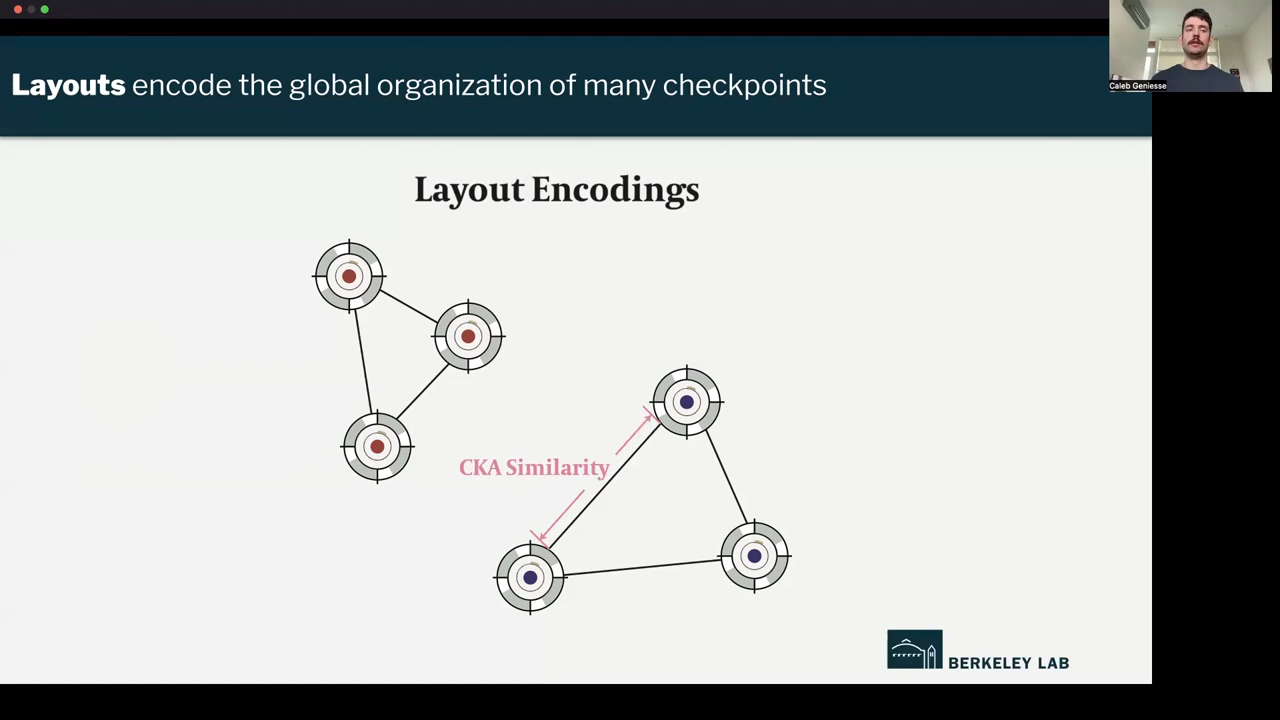 Layouts encode the global organization of many checkpoints
Caleb Geniesse
Layout Encodings
CKA Similarity
BERKELEY LAB